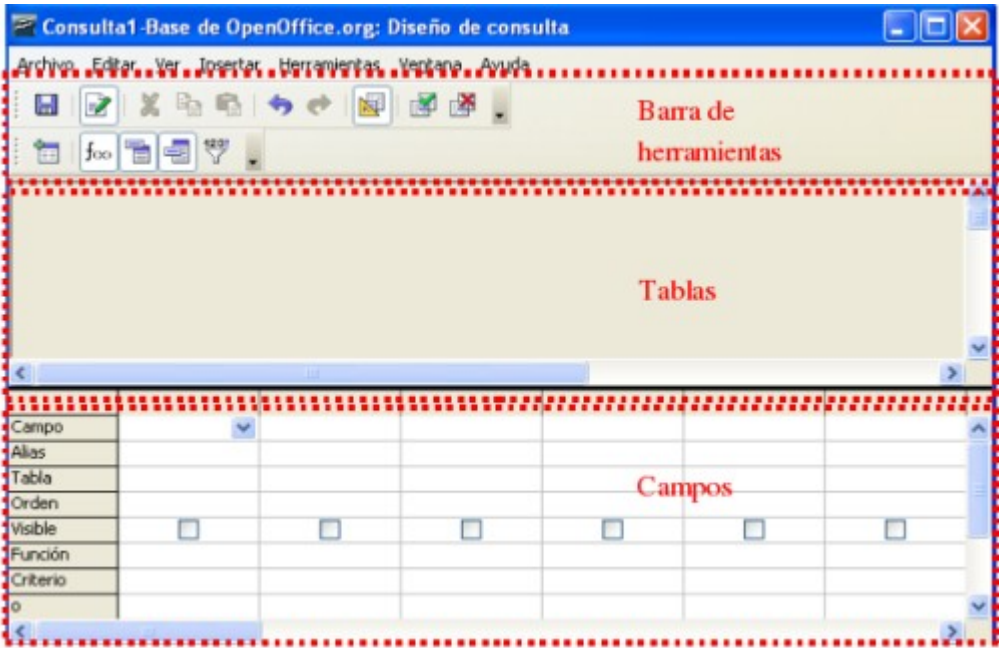 Consulta1-Base de OpenOffice.org: Diseño de consulta
Archivo Editar Ver Insertar Herramientas Ventana Ayuda
Barra de
herramientas
Tablas
Campo
Alias
Tabla
Orden
Visible
Función
Criterio
o
Campos